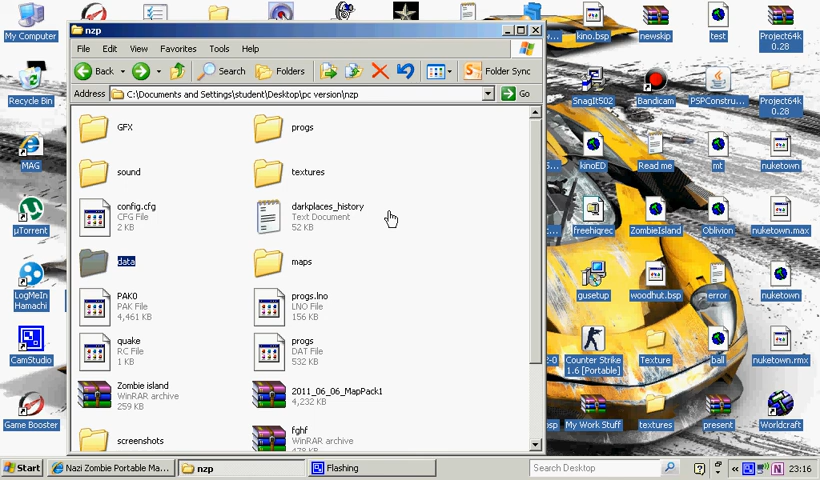 My Computer
kino.bsp
newskip
test
Project64k
0.28
nzp
File Edit View Favorites Tools Help
Back Search Folders Folder Sync
Address C:\Documents and Settings\student\Desktop\pc version\nzp Go
Recycle Bin
SnagIt502
Bandicam
PSPConstru...
Project64k
0.28
GFX
progs
sound
textures
MAG
kinoED
Read me
mt
nuketown
config.cfg
CFG File
2 KB
darkplaces_history
Text Document
52 KB
µTorrent
freehiqrec
ZombieIsland
Oblivion
nuketown.max
data
maps
LogMeIn
Hamachi
gusetup
woodhut.bsp
error
nuketown
PAK0
PAK File
4,461 KB
progs.lno
LNO File
156 KB
CamStudio
Counter Strike
1.6 [Portable]
Texture
ball
nuketown.rmx
quake
RC File
1 KB
progs
DAT File
532 KB
Zombie island
WinRAR archive
259 KB
2011_06_06_MapPack1
4,232 KB
Game Booster
My Work Stuff
textures
present
Worldcraft
screenshots
fghf
WinRAR archive
478 KB
Start Nazi Zombie Portable Ma... nzp Flashing Search Desktop 23:16